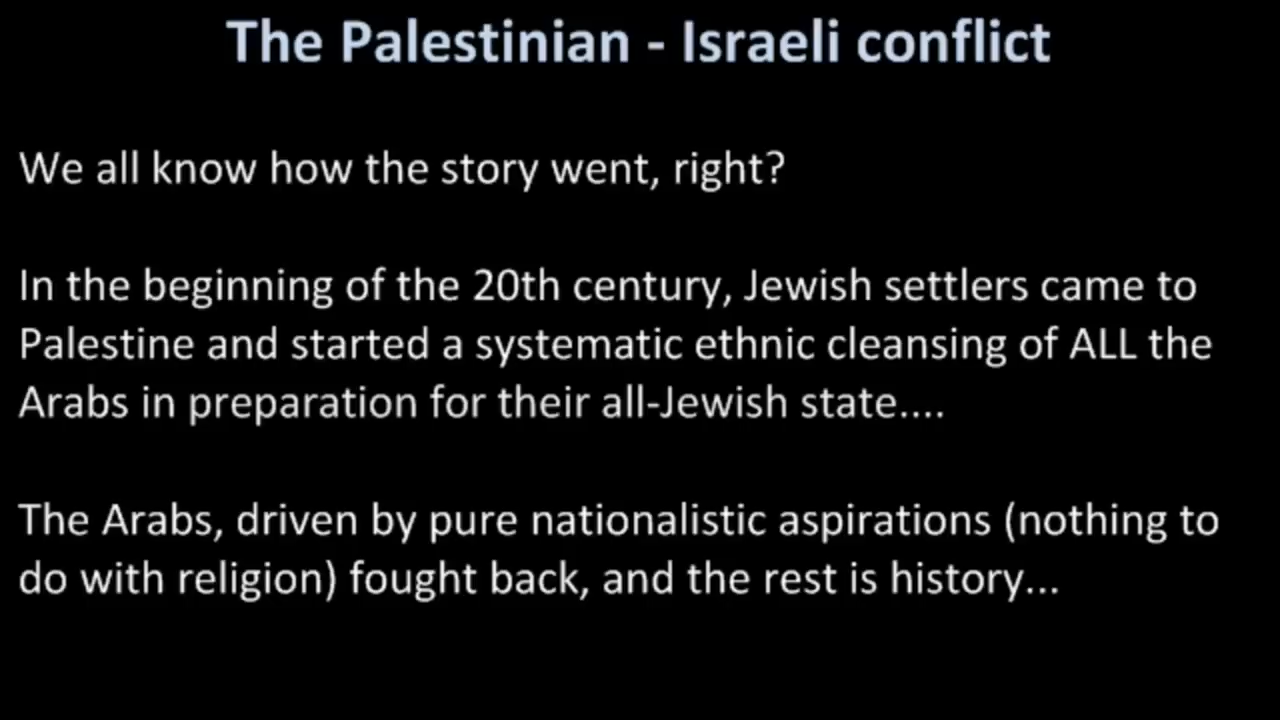 The Palestinian - Israeli conflict
We all know how the story went, right?
In the beginning of the 20th century, Jewish settlers came to
Palestine and started a systematic ethnic cleansing of ALL the
Arabs in preparation for their all-Jewish state....
The Arabs, driven by pure nationalistic aspirations (nothing to
do with religion) fought back, and the rest is history...